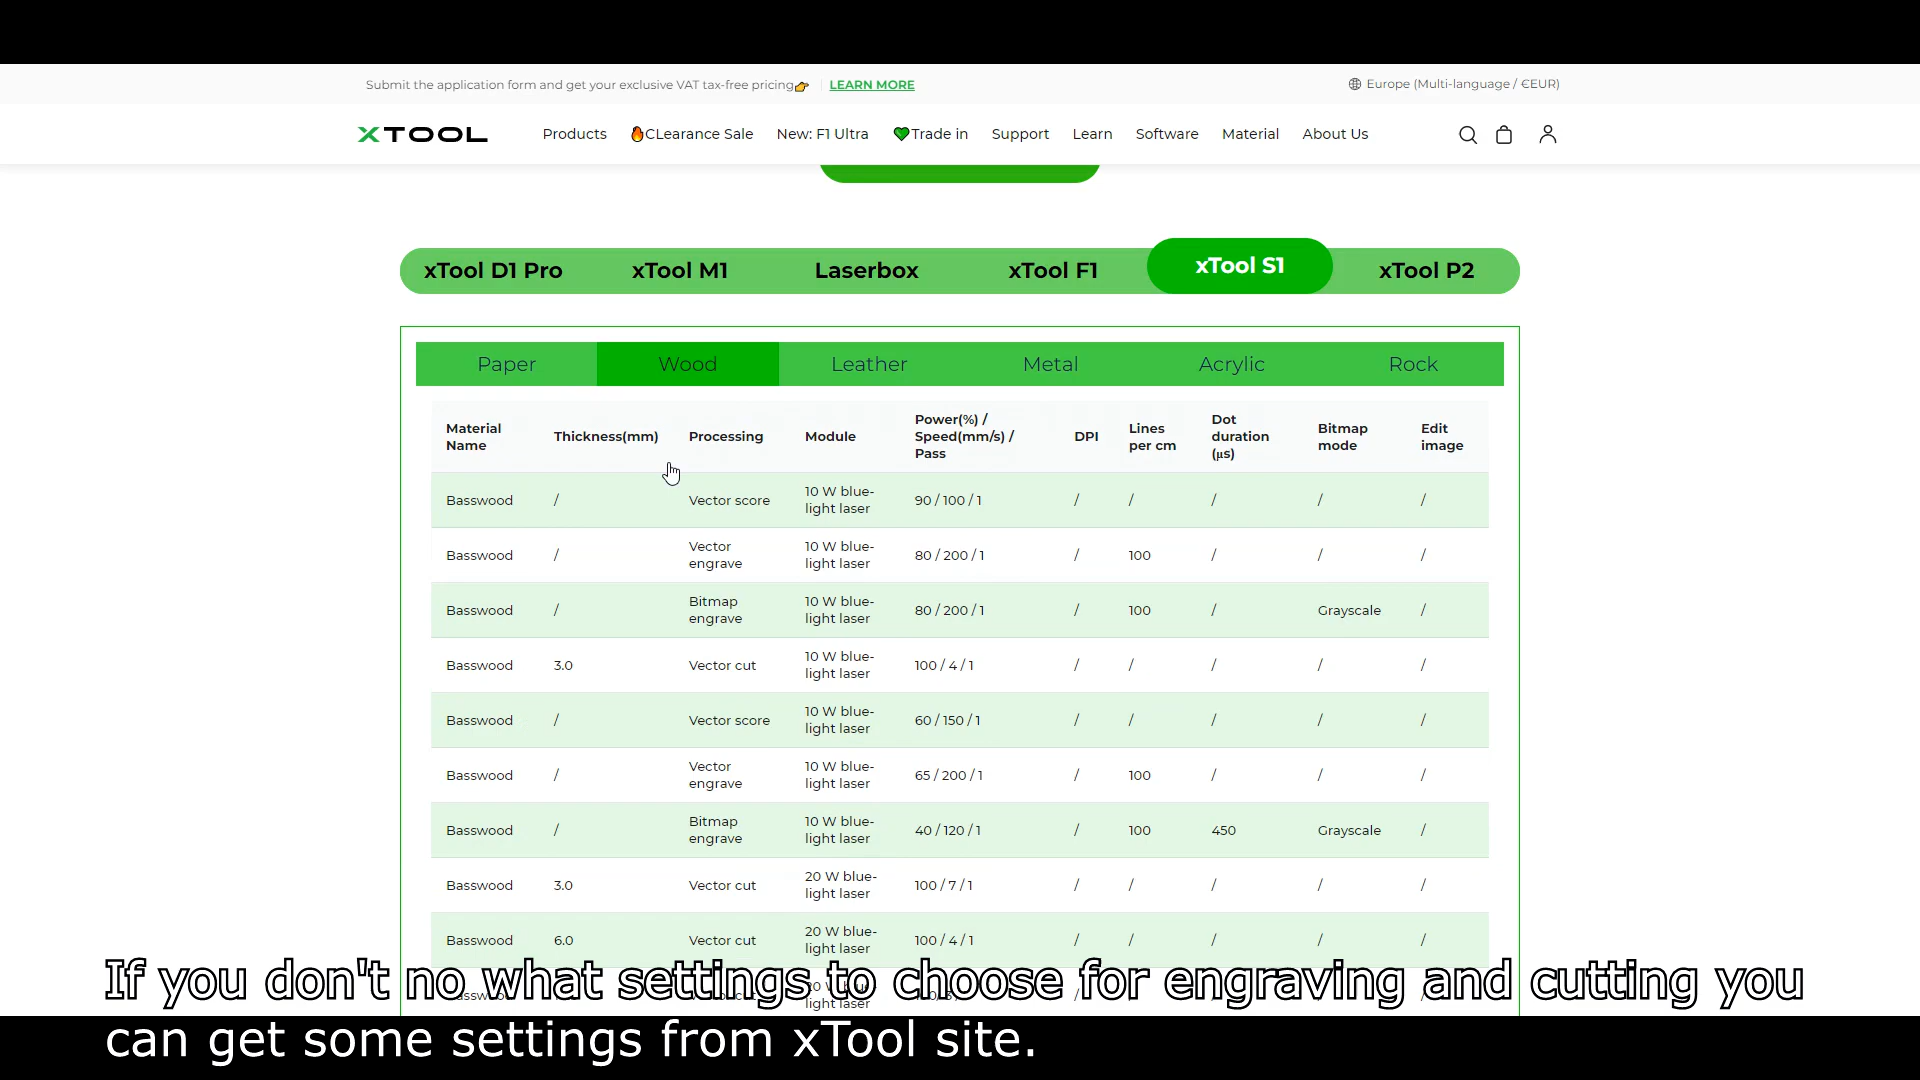 Submit the application form and get your exclusive VAT tax-free pricing👉 LEARN MORE Europe (Multi-language / €EUR)
XTOOL Products 🔥CLearance Sale New: F1 Ultra 💚Trade in Support Learn Software Material About Us
xTool D1 Pro xTool M1 Laserbox xTool F1 xTool S1 xTool P2
Paper Wood Leather Metal Acrylic Rock
Material Name Thickness(mm) Processing Module Power(%) / Speed(mm/s) / Pass DPI Lines per cm Dot duration (μs) Bitmap mode Edit image
Basswood / Vector score 10 W blue-light laser 90 / 100 / 1 / / / / /
Basswood / Vector engrave 10 W blue-light laser 80 / 200 / 1 / 100 / / /
Basswood / Bitmap engrave 10 W blue-light laser 80 / 200 / 1 / 100 / Grayscale /
Basswood 3.0 Vector cut 10 W blue-light laser 100 / 4 / 1 / / / / /
Basswood / Vector score 10 W blue-light laser 60 / 150 / 1 / / / / /
Basswood / Vector engrave 10 W blue-light laser 65 / 200 / 1 / 100 / / /
Basswood / Bitmap engrave 10 W blue-light laser 40 / 120 / 1 / 100 450 Grayscale /
Basswood 3.0 Vector cut 20 W blue-light laser 100 / 7 / 1 / / / / /
Basswood 6.0 Vector cut 20 W blue-light laser 100 / 4 / 1 / / / / /
light laser
If you don't no what settings to choose for engraving and cutting you
can get some settings from xTool site.